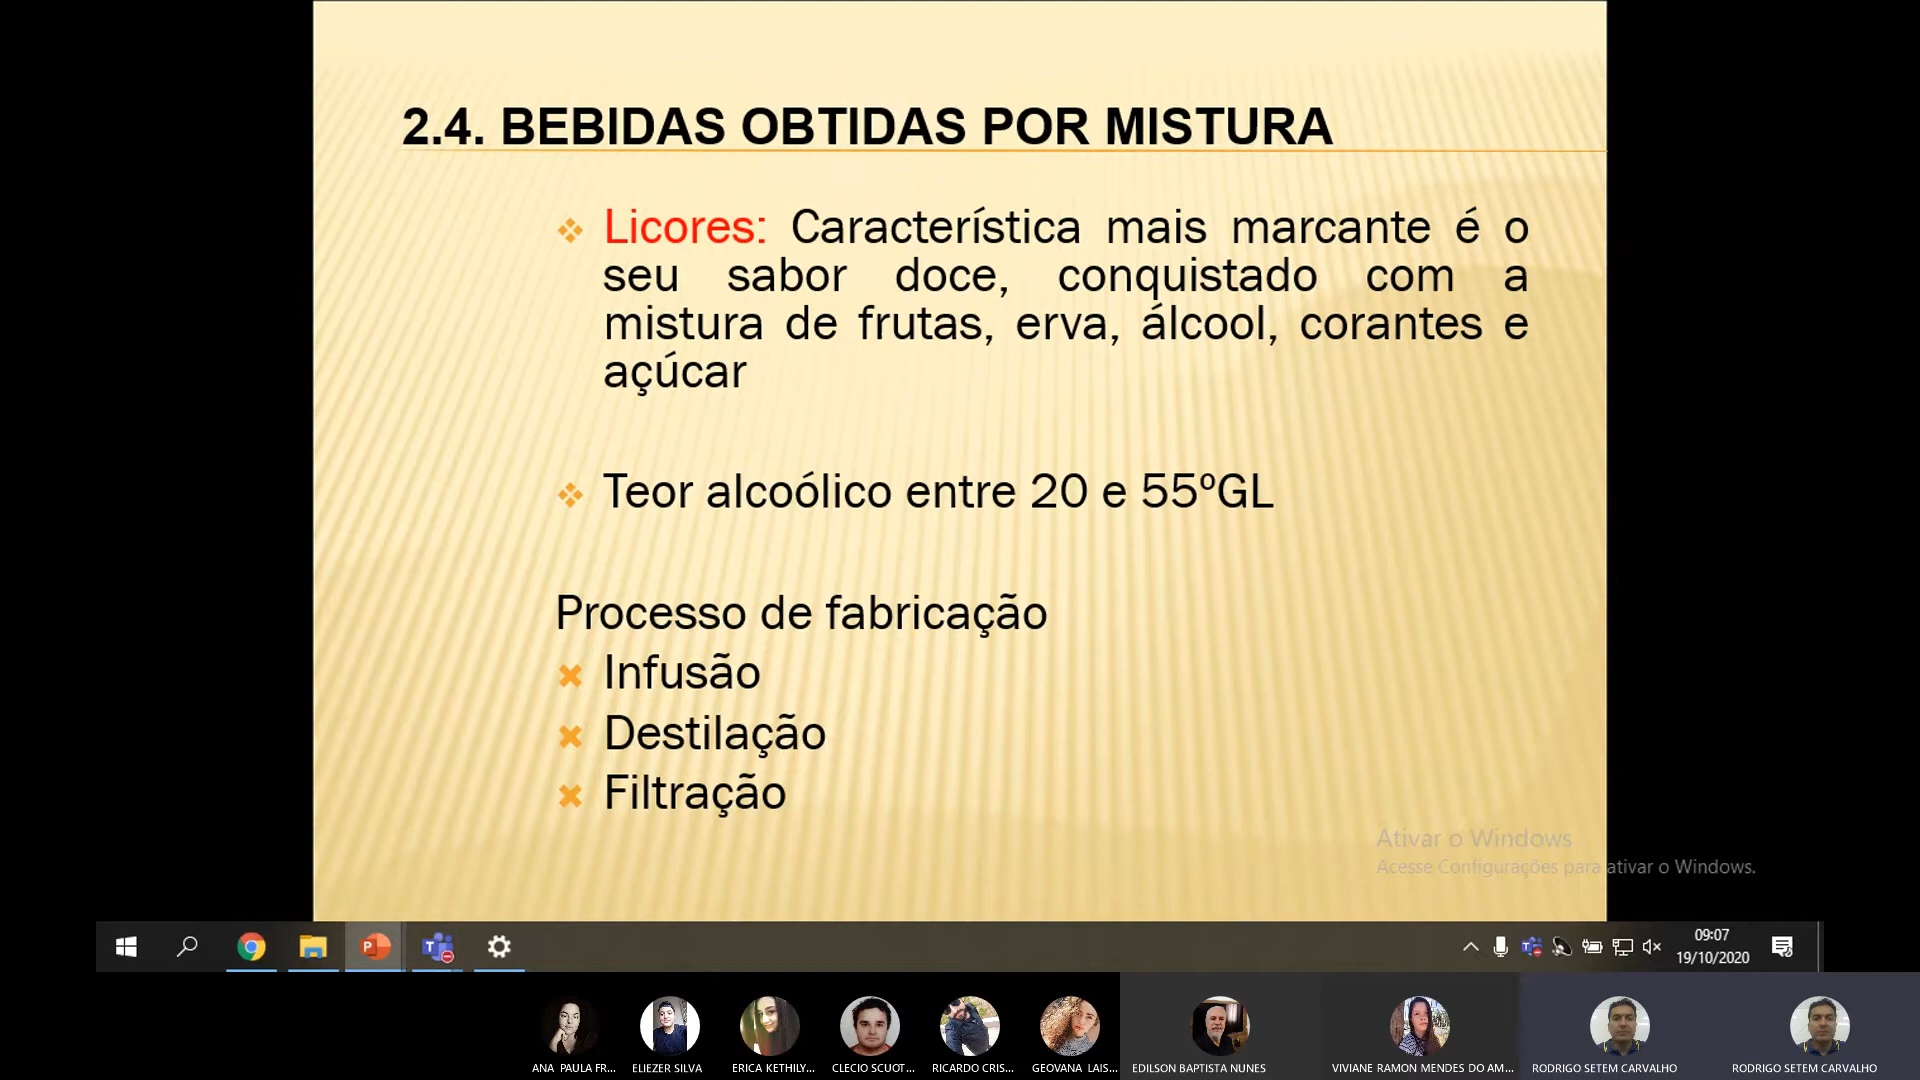 2.4. BEBIDAS OBTIDAS POR MISTURA
Licores: Característica mais marcante é o
seu sabor doce, conquistado com a
mistura de frutas, erva, álcool, corantes e
açúcar
Teor alcoólico entre 20 e 55ºGL
Processo de fabricação
Infusão
Destilação
Filtração
Ativar o Windows
Acesse Configurações para ativar o Windows.
09:07
19/10/2020
ANA PAULA FR...
ELIEZER SILVA
ERICA KETHILY...
CLECIO SCUOT...
RICARDO CRIS...
GEOVANA LAIS...
EDILSON BAPTISTA NUNES
VIVIANE RAMON MENDES DO AM...
RODRIGO SETEM CARVALHO
RODRIGO SETEM CARVALHO